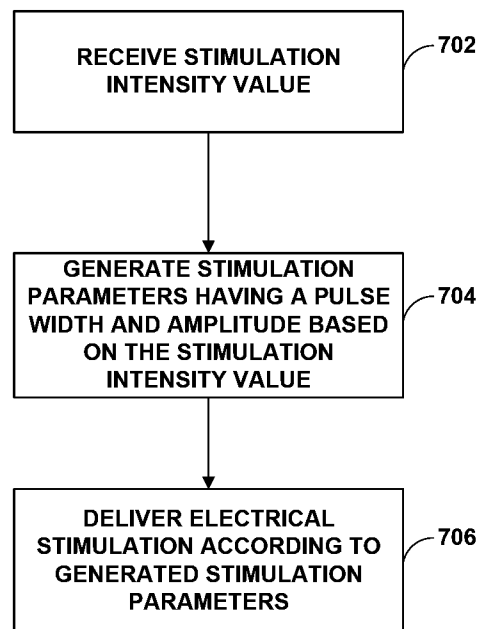 RECEIVE STIMULATION
INTENSITY VALUE
702
GENERATE STIMULATION
PARAMETERS HAVING A PULSE
WIDTH AND AMPLITUDE BASED
ON THE STIMULATION
INTENSITY VALUE
704
DELIVER ELECTRICAL
STIMULATION ACCORDING TO
GENERATED STIMULATION
PARAMETERS
706